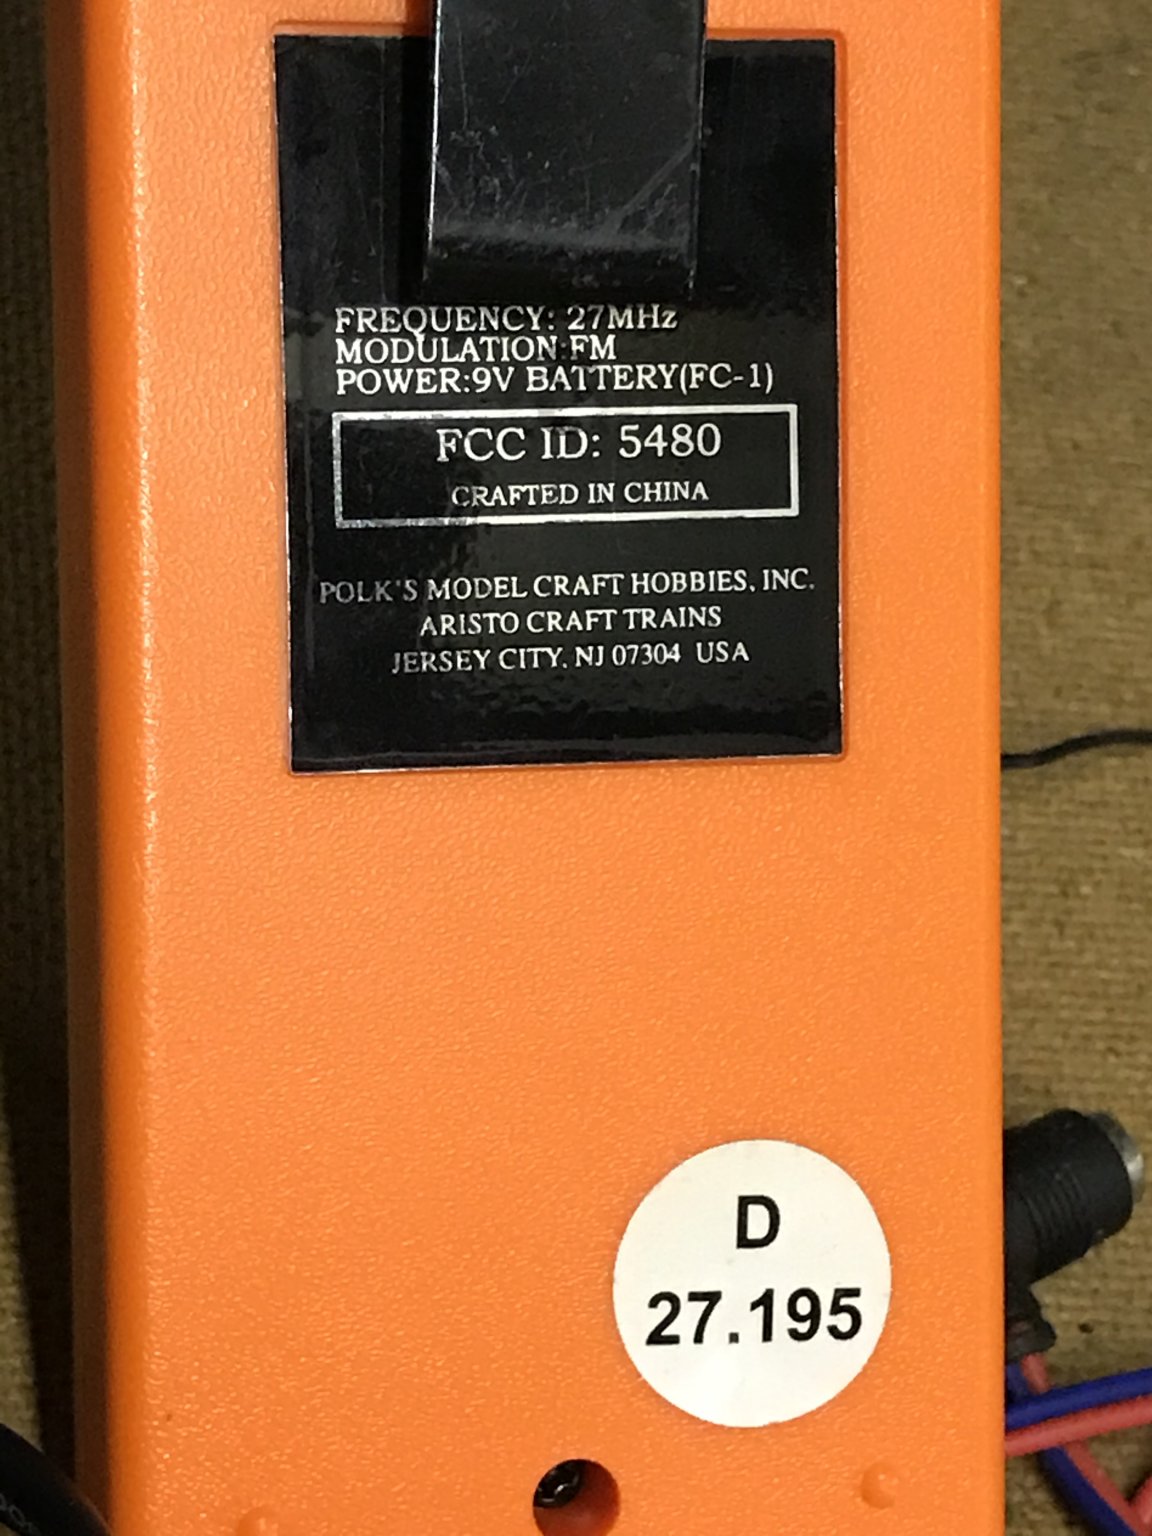 FREQUENCY: 27MHz
MODULATION:FM
POWER:9V BATTERY(FC-1)
FCC ID: 5480
CRAFTED IN CHINA
POLK'S MODEL CRAFT HOBBIES, INC.
ARISTO CRAFT TRAINS
JERSEY CITY, NJ 07304 USA
D
27.195